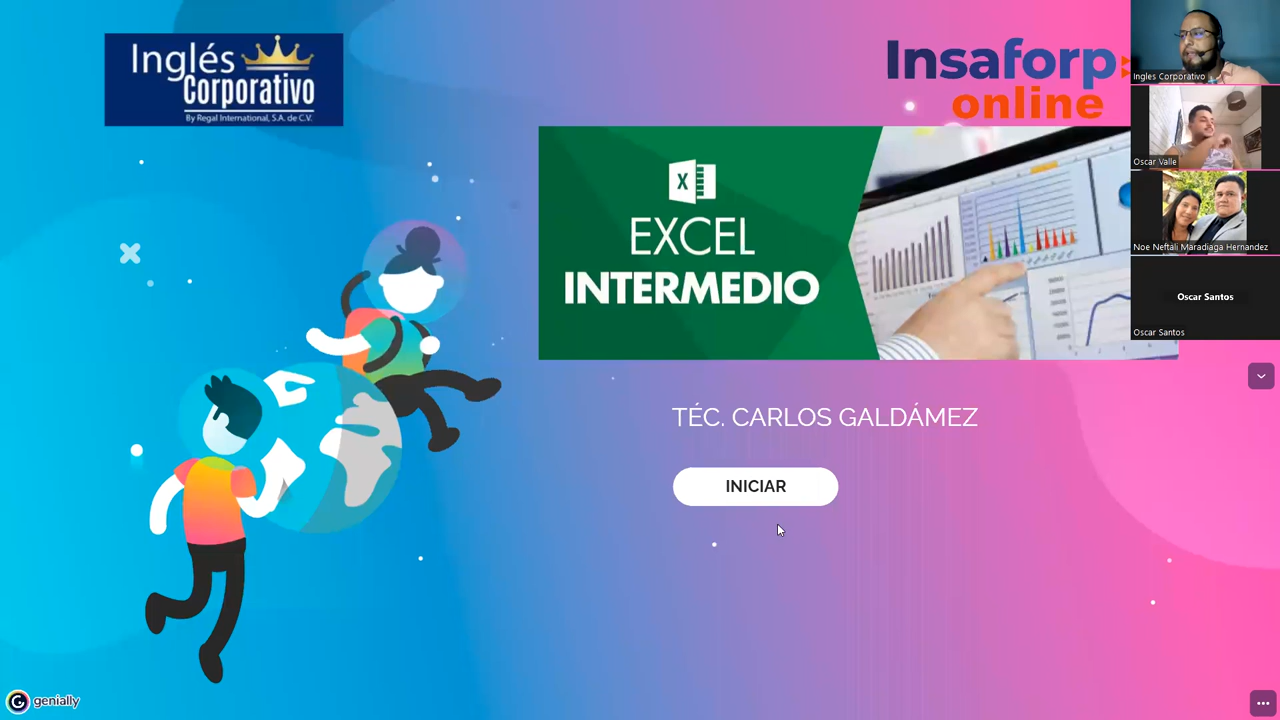 Inglés
Corporativo
By Regal International, S.A. de C.V.
Insaforp
online
X
EXCEL
INTERMEDIO
TÉC. CARLOS GALDÁMEZ
INICIAR
genially
Ingles Corporativo
Oscar Valle
Noe Neftali Maradiaga Hernandez
Oscar Santos
Oscar Santos